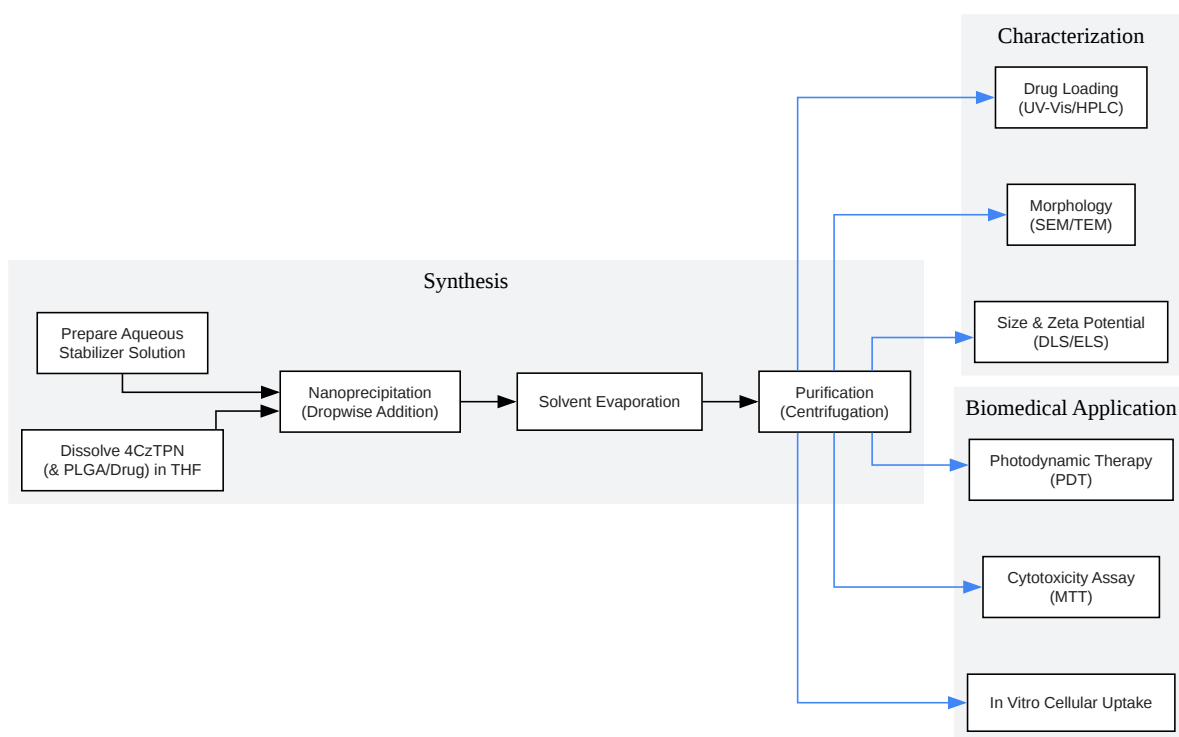 Synthesis
Prepare Aqueous
Stabilizer Solution
Dissolve 4CzTPN
(& PLGA/Drug) in THF
Nanoprecipitation
(Dropwise Addition)
Solvent Evaporation
Purification
(Centrifugation)
Characterization
Drug Loading
(UV-Vis/HPLC)
Morphology
(SEM/TEM)
Size & Zeta Potential
(DLS/ELS)
Biomedical Application
Photodynamic Therapy
(PDT)
Cytotoxicity Assay
(MTT)
In Vitro Cellular Uptake